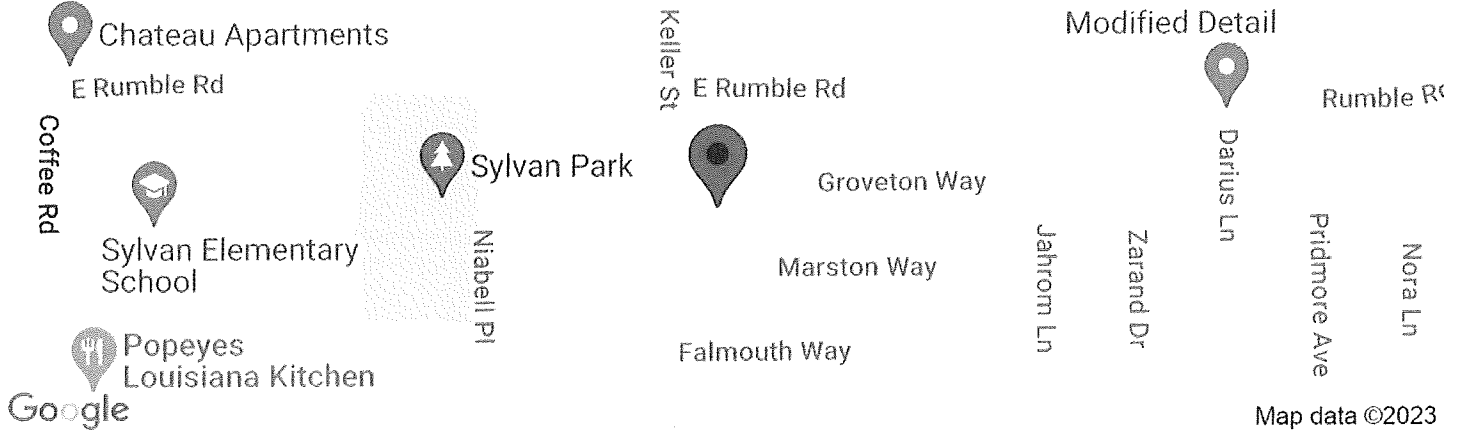 Chateau Apartments
E Rumble Rd
Coffee Rd
Sylvan Elementary
School
Popeyes
Louisiana Kitchen
Google
Sylvan Park
Niabell Pl
Keller St
E Rumble Rd
Groveton Way
Marston Way
Falmouth Way
Modified Detail
Rumble
Darius Ln
Jahrom Ln
Zarand Dr
Pridmore Ave
Nora Ln
Map data ©2023